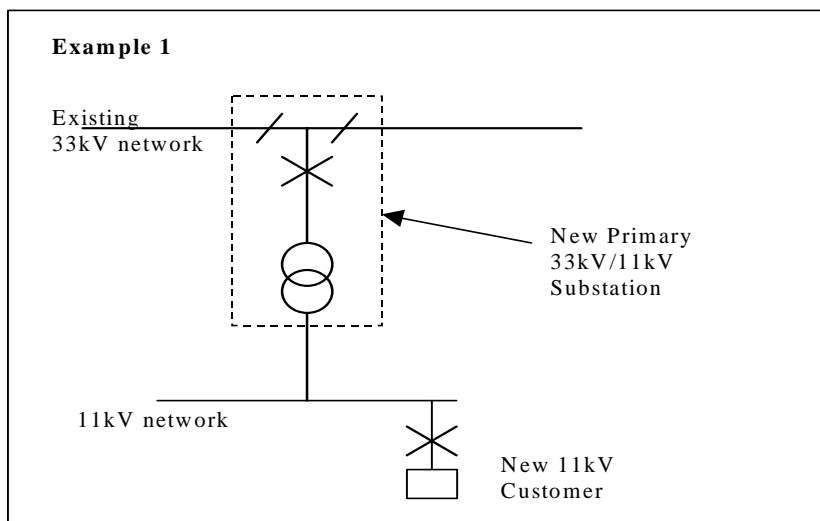 Example 1
Existing
33kV network
New Primary
33kV/11kV
Substation
11kV network
New 11kV
Customer